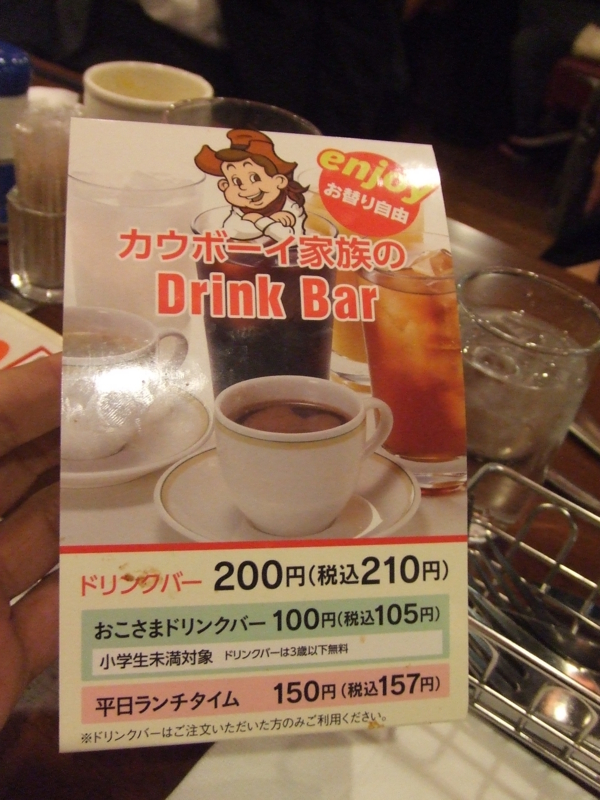 enjoy
お替り自由
カウボーイ家族の
Drink Bar
ドリンクバー 200円(税込210円)
おこさまドリンクバー 100円(税込105円)
小学生未満対象 ドリンクバーは3歳以下無料
平日ランチタイム 150円(税込157円)
※ドリンクバーはご注文いただいた方のみご利用ください。